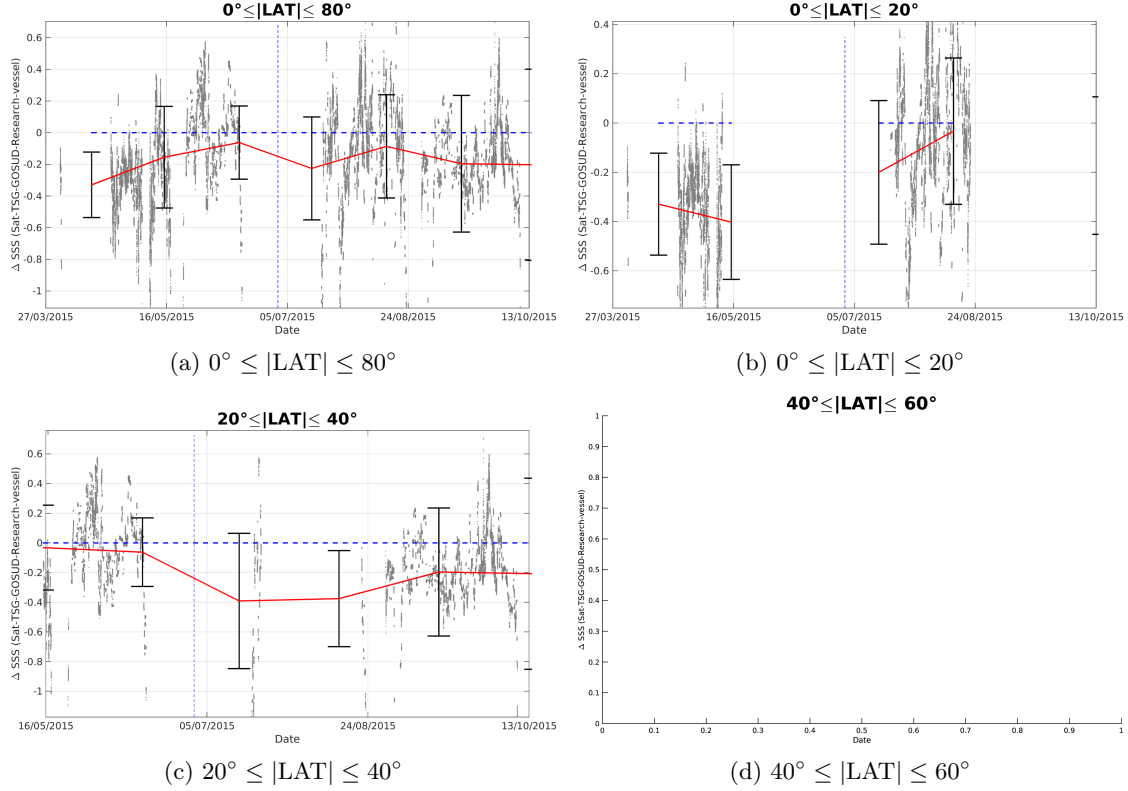 0°≤|LAT|≤ 80°
0.6
0.4
0.2
0
-0.2
-0.4
-0.6
-0.8
-1
Δ SSS (Sat-TSG-GOSUD-Research-vessel)
27/03/2015 16/05/2015 05/07/2015 24/08/2015 13/10/2015
Date
(a) 0° ≤ |LAT| ≤ 80°
0°≤|LAT|≤ 20°
0.4
0.2
0
-0.2
-0.4
-0.6
Δ SSS (Sat-TSG-GOSUD-Research-vessel)
27/03/2015 16/05/2015 05/07/2015 24/08/2015 13/10/2015
Date
(b) 0° ≤ |LAT| ≤ 20°
20°≤|LAT|≤ 40°
0.6
0.4
0.2
0
-0.2
-0.4
-0.6
-0.8
-1
Δ SSS (Sat-TSG-GOSUD-Research-vessel)
16/05/2015 05/07/2015 24/08/2015 13/10/2015
Date
(c) 20° ≤ |LAT| ≤ 40°
40°≤|LAT|≤ 60°
1
0.9
0.8
0.7
0.6
0.5
0.4
0.3
0.2
0.1
0
Δ SSS (Sat-TSG-GOSUD-Research-vessel)
0 0.1 0.2 0.3 0.4 0.5 0.6 0.7 0.8 0.9 1
Date
(d) 40° ≤ |LAT| ≤ 60°